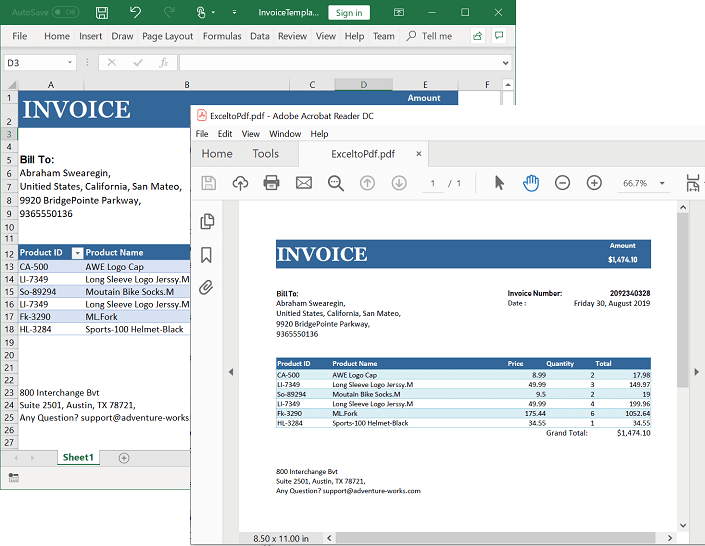 AutoSave Off InvoiceTempla... Sign in
File Home Insert Draw Page Layout Formulas Data Review View Help Team Tell me
D3 fx
A B C D E F
1 Amount
2 INVOICE
3
4
5 Bill To:
6 Abraham Swearegin,
7 Unitied States, California, San Mateo,
8 9920 BridgePointe Parkway,
9 9365550136
10
11
12 Product ID Product Name
13 CA-500 AWE Logo Cap
14 LI-7349 Long Sleeve Logo Jerssy.M
15 So-89294 Moutain Bike Socks.M
16 LI-7349 Long Sleeve Logo Jerssy.M
17 Fk-3290 ML.Fork
18 HL-3284 Sports-100 Helmet-Black
19
20
21
22
23 800 Interchange Bvt
24 Suite 2501, Austin, TX 78721,
25 Any Question? support@adventure-works
26
27
Sheet1
ExceltoPdf.pdf - Adobe Acrobat Reader DC
File Edit View Window Help
Home Tools ExceltoPdf.pdf ×
1 / 1 66.7%
INVOICE
Amount
$1,474.10
Bill To:
Abraham Swearegin,
Unitied States, California, San Mateo,
9920 BridgePointe Parkway,
9365550136
Invoice Number: 2092340328
Date : Friday 30, August 2019
Product ID Product Name Price Quantity Total
CA-500 AWE Logo Cap 8.99 2 17.98
LI-7349 Long Sleeve Logo Jerssy.M 49.99 3 149.97
So-89294 Moutain Bike Socks.M 9.5 2 19
LI-7349 Long Sleeve Logo Jerssy.M 49.99 4 199.96
Fk-3290 ML.Fork 175.44 6 1052.64
HL-3284 Sports-100 Helmet-Black 34.55 1 34.55
Grand Total: $1,474.10
800 Interchange Bvt
Suite 2501, Austin, TX 78721,
Any Question? support@adventure-works.com
8.50 x 11.00 in